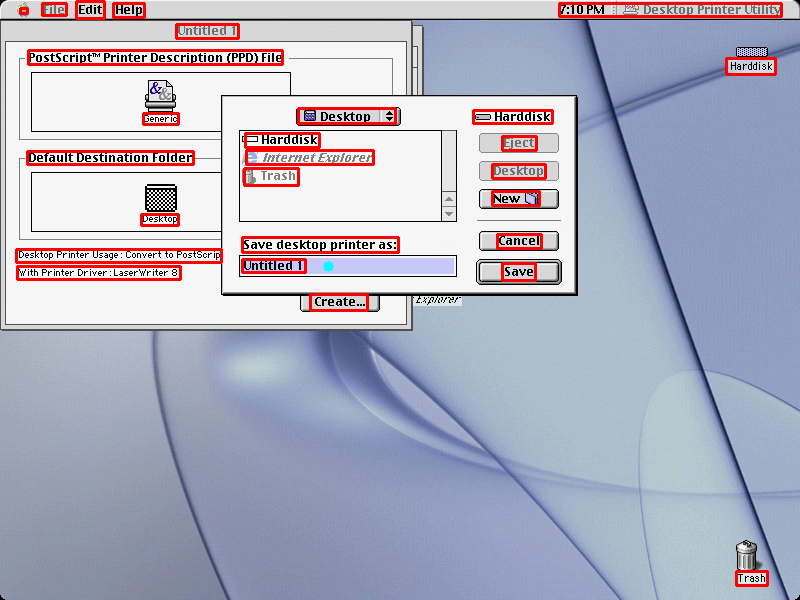 File Edit Help 7:10 PM Desktop Printer Utility
Untitled 1
PostScript™ Printer Description (PPD) File
Generic
Default Destination Folder
Desktop
Desktop Printer Usage: Convert to PostScrip
With Printer Driver: LaserWriter 8
Create...
Desktop
Harddisk
Harddisk
Internet Explorer
Trash
Eject
Desktop
New
Save desktop printer as:
Untitled 1
Cancel
Save
Explorer
Harddisk
Trash